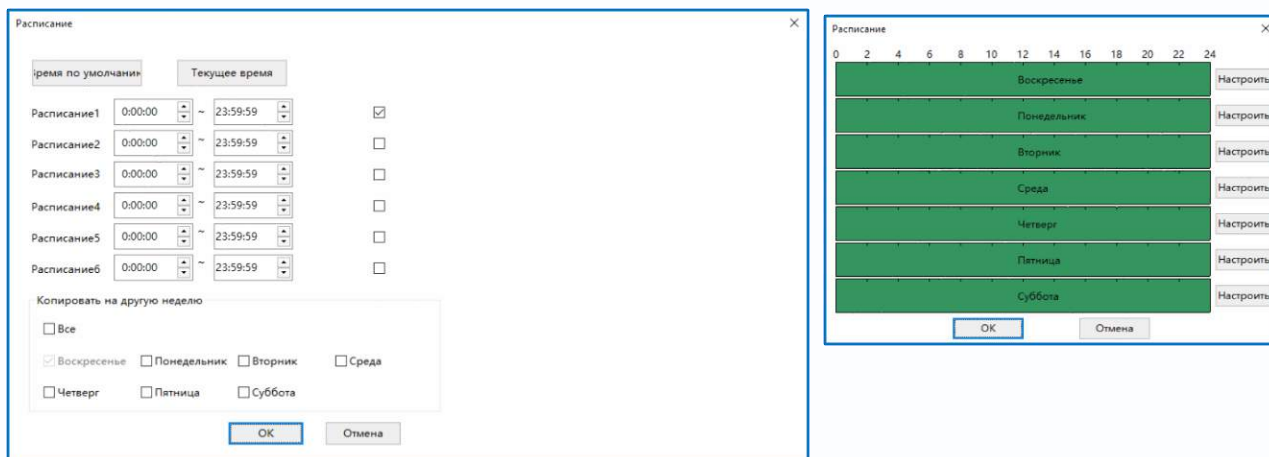 Расписание
Время по умолчани
Текущее время
Расписание1 0:00:00 ~ 23:59:59
Расписание2 0:00:00 ~ 23:59:59
Расписание3 0:00:00 ~ 23:59:59
Расписание4 0:00:00 ~ 23:59:59
Расписание5 0:00:00 ~ 23:59:59
Расписание6 0:00:00 ~ 23:59:59
Копировать на другую неделю
Все
Воскресенье Понедельник Вторник Среда
Четверг Пятница Суббота
OK Отмена
Расписание
0 2 4 6 8 10 12 14 16 18 20 22 24
Воскресенье Настроить
Понедельник Настроить
Вторник Настроить
Среда Настроить
Четверг Настроить
Пятница Настроить
Суббота Настроить
OK Отмена